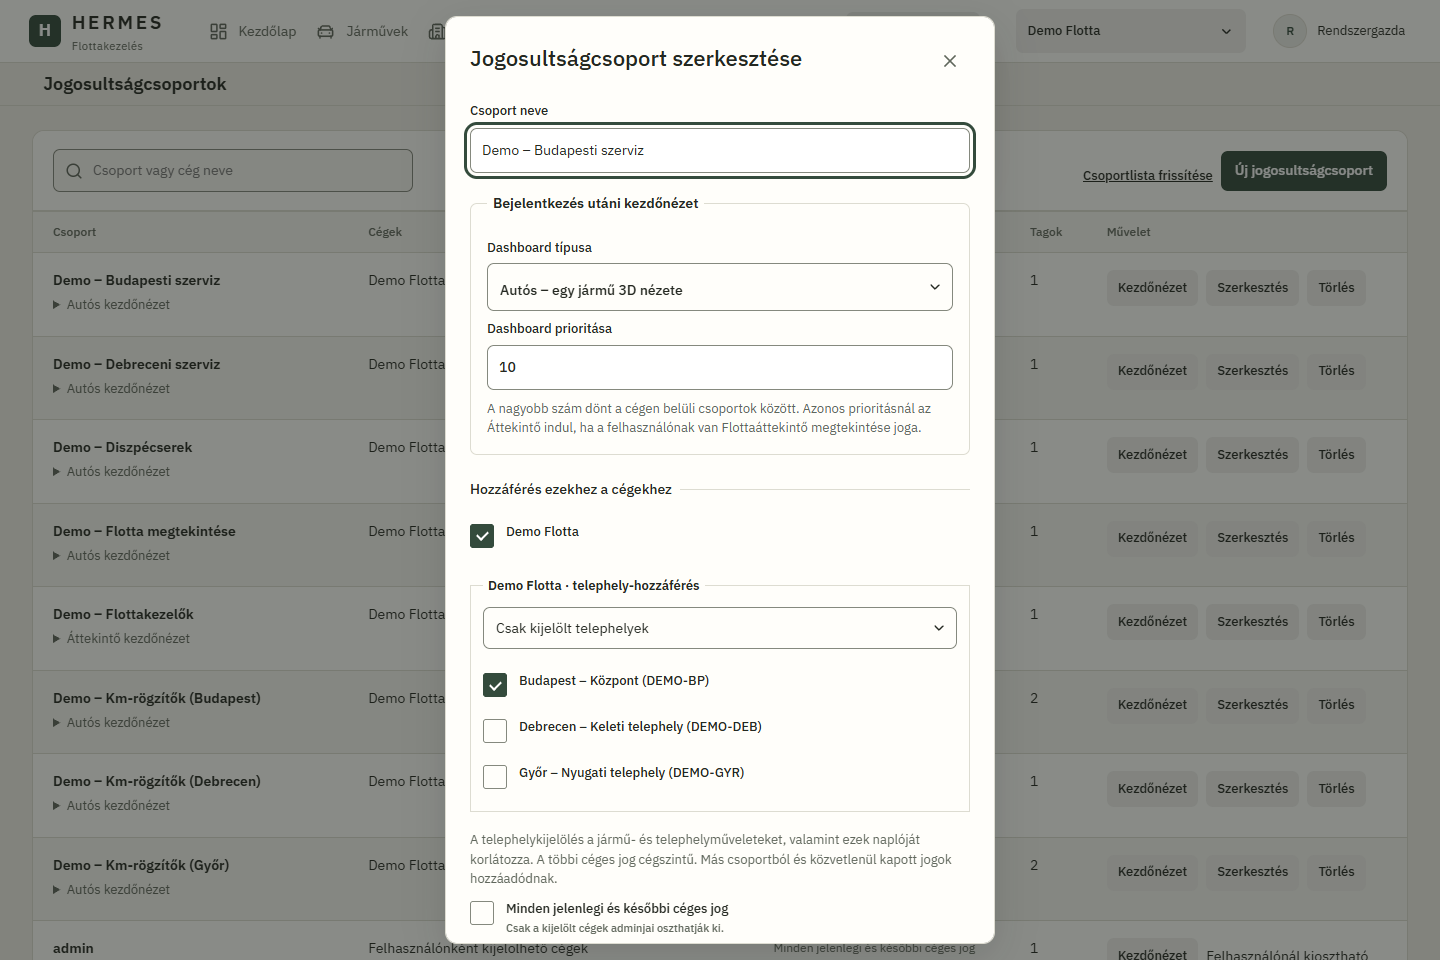 H
HERMES
Flottakezelés
Kezdőlap
Járművek
Demo Flotta
R
Rendszergazda
Jogosultságcsoportok
Csoport vagy cég neve
Csoportlista frissítése
Új jogosultságcsoport
Csoport
Cégek
Tagok
Művelet
Demo – Budapesti szerviz
Autós kezdőnézet
Demo Flotta
1
Kezdőnézet
Szerkesztés
Törlés
Demo – Debreceni szerviz
Autós kezdőnézet
Demo Flotta
1
Kezdőnézet
Szerkesztés
Törlés
Demo – Diszpécserek
Autós kezdőnézet
Demo Flotta
1
Kezdőnézet
Szerkesztés
Törlés
Demo – Flotta megtekintése
Autós kezdőnézet
Demo Flotta
1
Kezdőnézet
Szerkesztés
Törlés
Demo – Flottakezelők
Áttekintő kezdőnézet
Demo Flotta
1
Kezdőnézet
Szerkesztés
Törlés
Demo – Km-rögzítők (Budapest)
Autós kezdőnézet
Demo Flotta
2
Kezdőnézet
Szerkesztés
Törlés
Demo – Km-rögzítők (Debrecen)
Autós kezdőnézet
Demo Flotta
1
Kezdőnézet
Szerkesztés
Törlés
Demo – Km-rögzítők (Győr)
Autós kezdőnézet
Demo Flotta
2
Kezdőnézet
Szerkesztés
Törlés
admin
Felhasználónként kijelölhető cégek
Minden jelenlegi és későbbi céges jog
1
Kezdőnézet
Felhasználónál kiosztható
Jogosultságcsoport szerkesztése
Csoport neve
Demo – Budapesti szerviz
Bejelentkezés utáni kezdőnézet
Dashboard típusa
Autós – egy jármű 3D nézete
Dashboard prioritása
10
A nagyobb szám dönt a cégen belüli csoportok között. Azonos prioritásnál az
Áttekintő indul, ha a felhasználónak van Flottaáttekintő megtekintése joga.
Hozzáférés ezekhez a cégekhez
Demo Flotta
Demo Flotta · telephely-hozzáférés
Csak kijelölt telephelyek
Budapest – Központ (DEMO-BP)
Debrecen – Keleti telephely (DEMO-DEB)
Győr – Nyugati telephely (DEMO-GYR)
A telephelykijelölés a jármű- és telephelyműveleteket, valamint ezek naplóját
korlátozza. A többi céges jog cégszintű. Más csoportból és közvetlenül kapott jogok
hozzáadódnak.
Minden jelenlegi és későbbi céges jog
Csak a kijelölt cégek adminjai oszthatják ki.